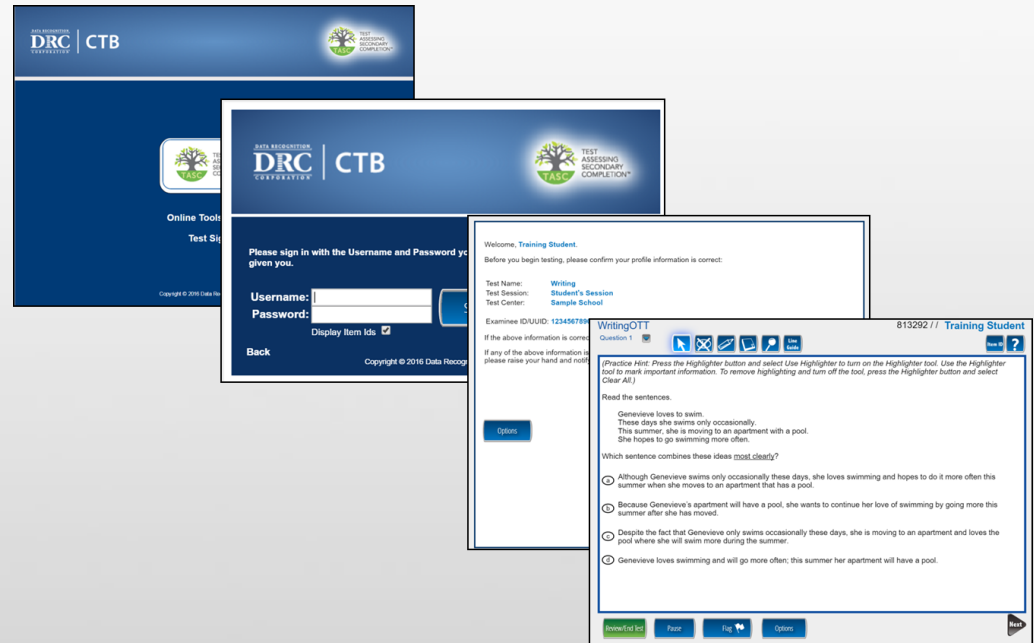 DATA RECOGNITION
DRC | CTB
CORPORATION
TEST
ASSESSING
SECONDARY
COMPLETION™
TASC
TASC
Online Tools
Test
Copyright © 2016 Data
DATA RECOGNITION
DRC | CTB
CORPORATION
TEST
ASSESSING
SECONDARY
COMPLETION™
TASC
Please sign in with the Username and Password
given you.
Username:
Password:
Display Item Ids
Back
Copyright © 2016 Data
Welcome, Training Student.
Before you begin testing, please confirm your profile information is correct:
Test Name: Writing
Test Session: Student's Session
Test Center: Sample School
Examinee ID/UUID: 123456789
If the above information is
If any of the above information is
please raise your hand and
Options
WritingOTT
813292 // Training Student
Question 1
Line
Guide
Item ID
?
(Practice Hint: Press the Highlighter button and select Use Highlighter to turn on the Highlighter tool. Use the Highlighter
tool to mark important information. To remove highlighting and turn off the tool, press the Highlighter button and select
Clear All.)
Read the sentences.
Genevieve loves to swim.
These days she swims only occasionally.
This summer, she is moving to an apartment with a pool.
She hopes to go swimming more often.
Which sentence combines these ideas most clearly?
a Although Genevieve swims only occasionally these days, she loves swimming and hopes to do it more often this
summer when she moves to an apartment that has a pool.
b Because Genevieve's apartment will have a pool, she wants to continue her love of swimming by going more this
summer after she has moved.
c Despite the fact that Genevieve only swims occasionally these days, she is moving to an apartment and loves the
pool where she will swim more during the summer.
d Genevieve loves swimming and will go more often; this summer her apartment will have a pool.
Review/End Test
Pause
Flag
Options
Next